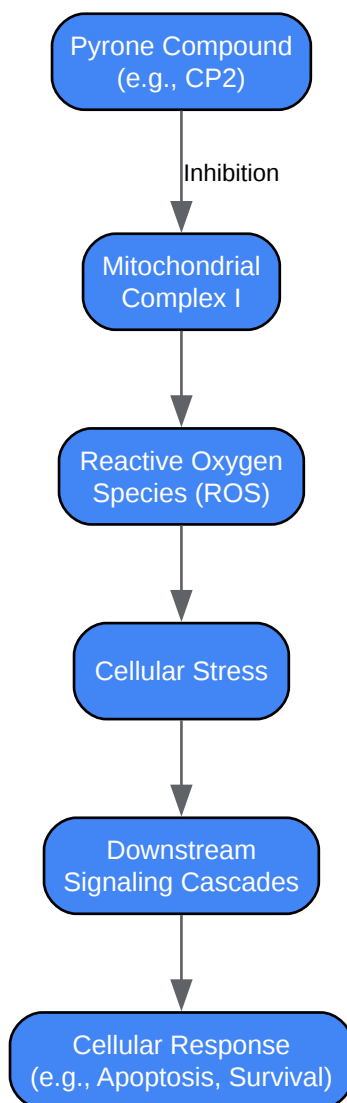 Pyrone Compound
(e.g., CP2)
Inhibition
Mitochondrial
Complex I
Reactive Oxygen
Species (ROS)
Cellular Stress
Downstream
Signaling Cascades
Cellular Response
(e.g., Apoptosis, Survival)